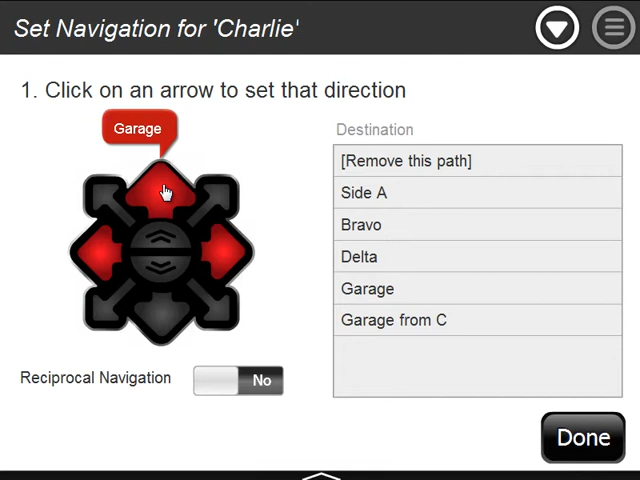 Set Navigation for 'Charlie'
1. Click on an arrow to set that direction
Garage
Destination
[Remove this path]
Side A
Bravo
Delta
Garage
Garage from C
Reciprocal Navigation
No
Done